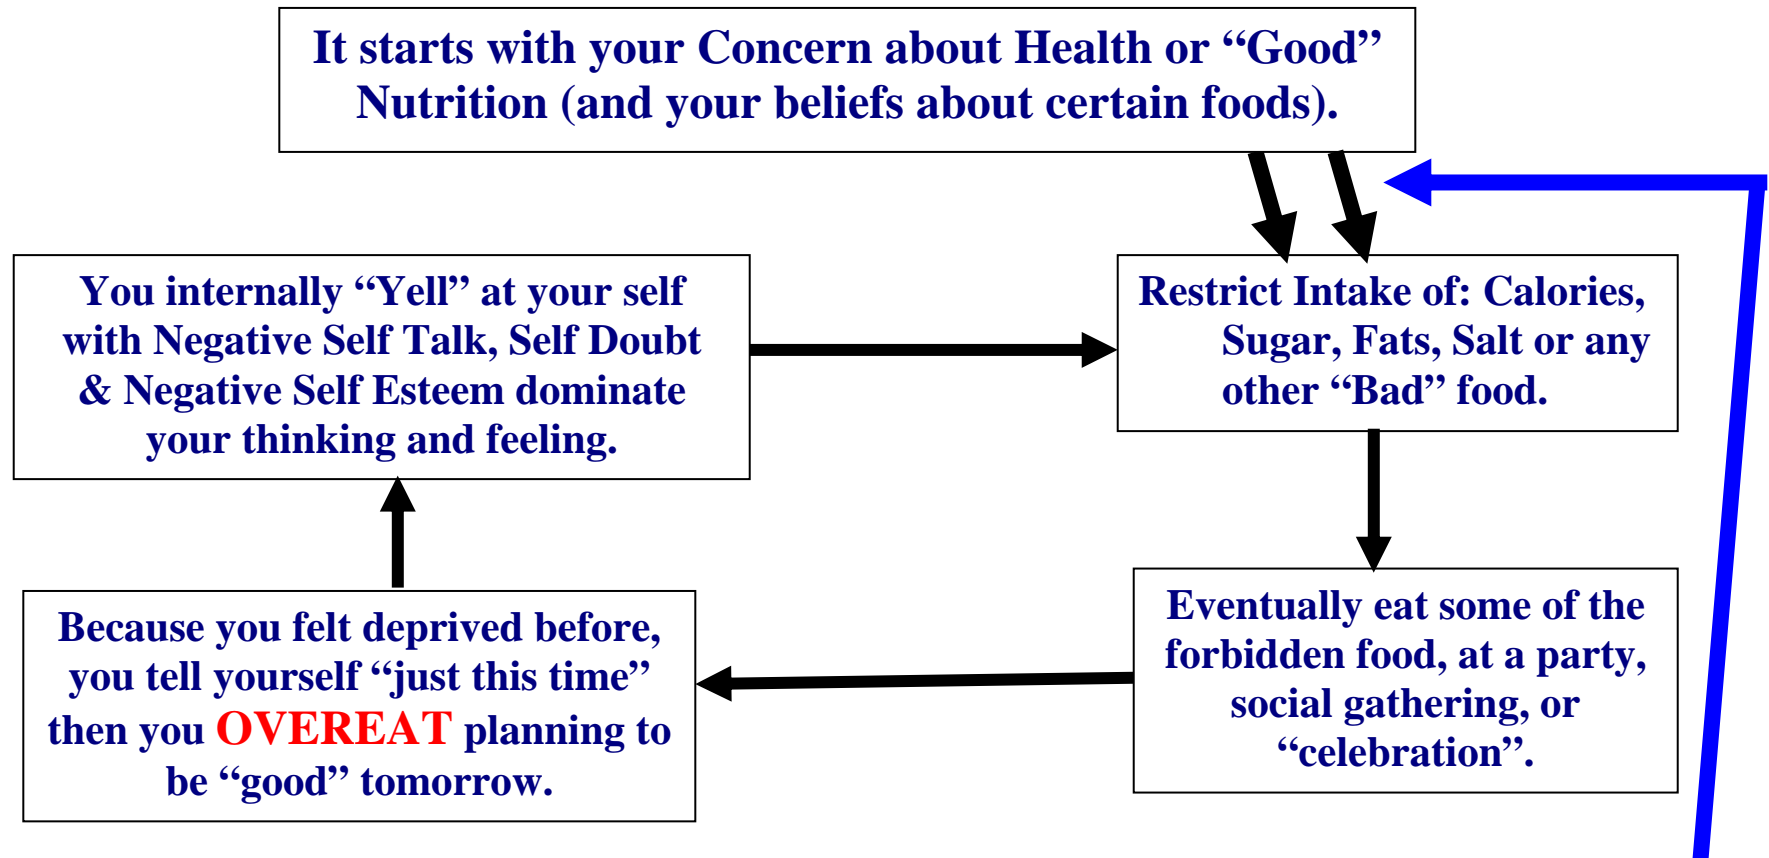 It starts with your Concern about Health or “Good”
Nutrition (and your beliefs about certain foods).
You internally “Yell” at your self
with Negative Self Talk, Self Doubt
& Negative Self Esteem dominate
your thinking and feeling.
Restrict Intake of: Calories,
Sugar, Fats, Salt or any
other “Bad” food.
Because you felt deprived before,
you tell yourself “just this time”
then you OVEREAT planning to
be “good” tomorrow.
Eventually eat some of the
forbidden food, at a party,
social gathering, or
“celebration”.